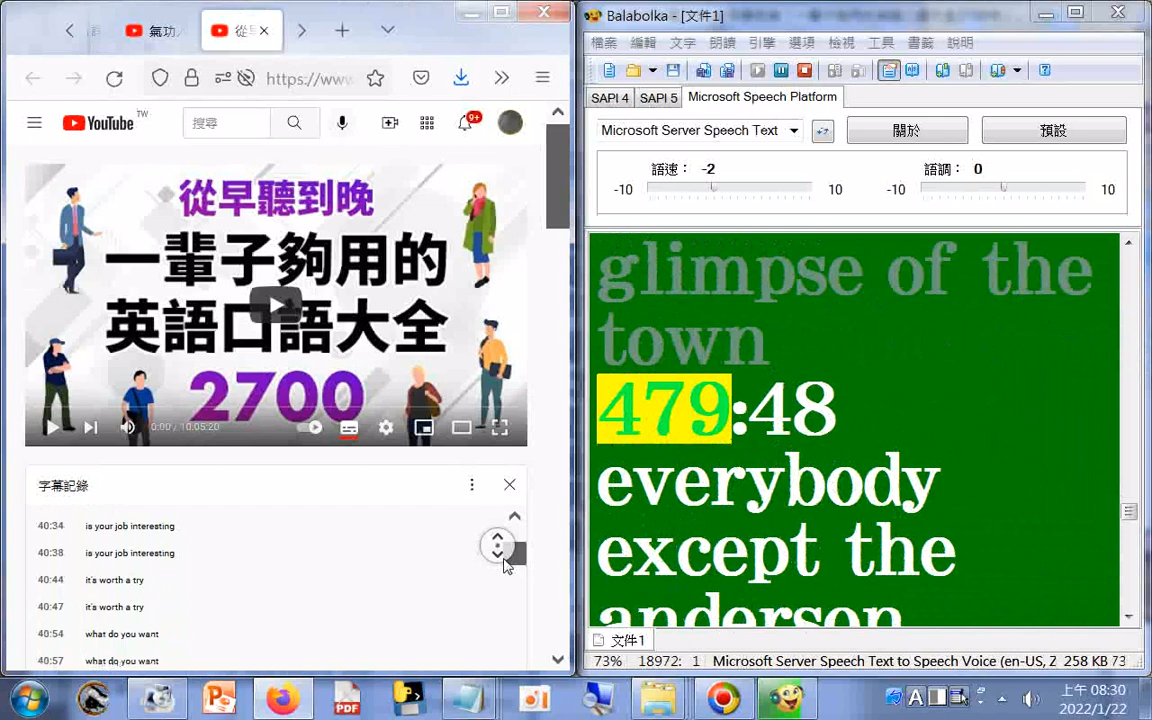 氣功
從
https://www
YouTube TW
搜尋
9+
從早聽到晚
一輩子夠用的
英語口語大全
2700
0:00 / 10:05:20
字幕記錄
40:34 is your job interesting
40:38 is your job interesting
40:44 it's worth a try
40:47 it's worth a try
40:54 what do you want
40:57 what do you want
Balabolka - [文件1]
檔案 編輯 文字 朗讀 引擎 選項 檢視 工具 書籤 說明
SAPI 4 SAPI 5 Microsoft Speech Platform
Microsoft Server Speech Text 關於 預設
語速： -2 語調： 0
-10 10 -10 10
glimpse of the
town
479:48
everybody
except the
anderson
文件1
73% 18972: 1 Microsoft Server Speech Text to Speech Voice (en-US, Z 258 KB 73
PDF
A
上午 08:30
2022/1/22